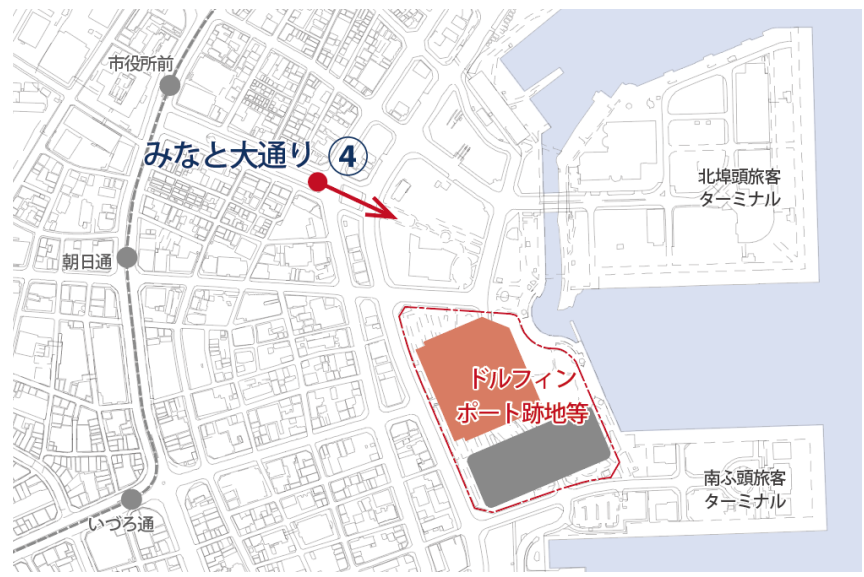 市役所前
みなと大通り ④
北埠頭旅客
ターミナル
朝日通
ドルフィン
ポート跡地等
南ふ頭旅客
ターミナル
いづろ通